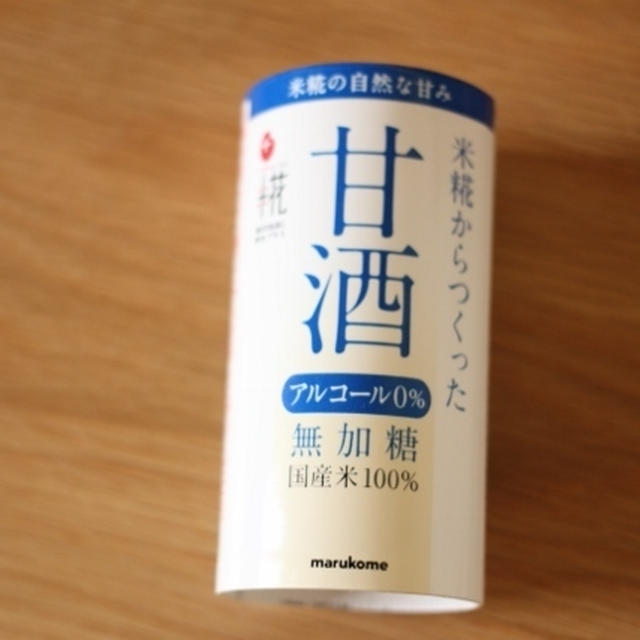 米糀の自然な甘み
花
甘酒
米糀からつくった
アルコール0%
無加糖
国産米100%
marukome